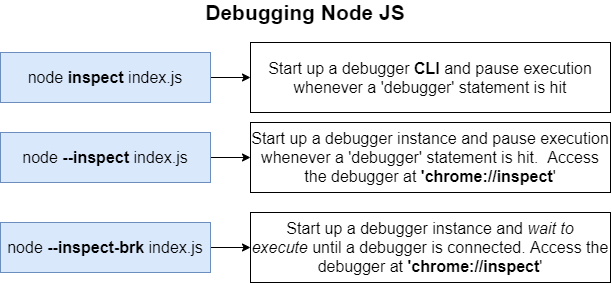 Debugging Node JS
node inspect index.js
Start up a debugger CLI and pause execution
whenever a 'debugger' statement is hit
node --inspect index.js
Start up a debugger instance and pause execution
whenever a 'debugger' statement is hit.  Access
the debugger at 'chrome://inspect'
node --inspect-brk index.js
Start up a debugger instance and wait to
execute until a debugger is connected. Access the
debugger at 'chrome://inspect'